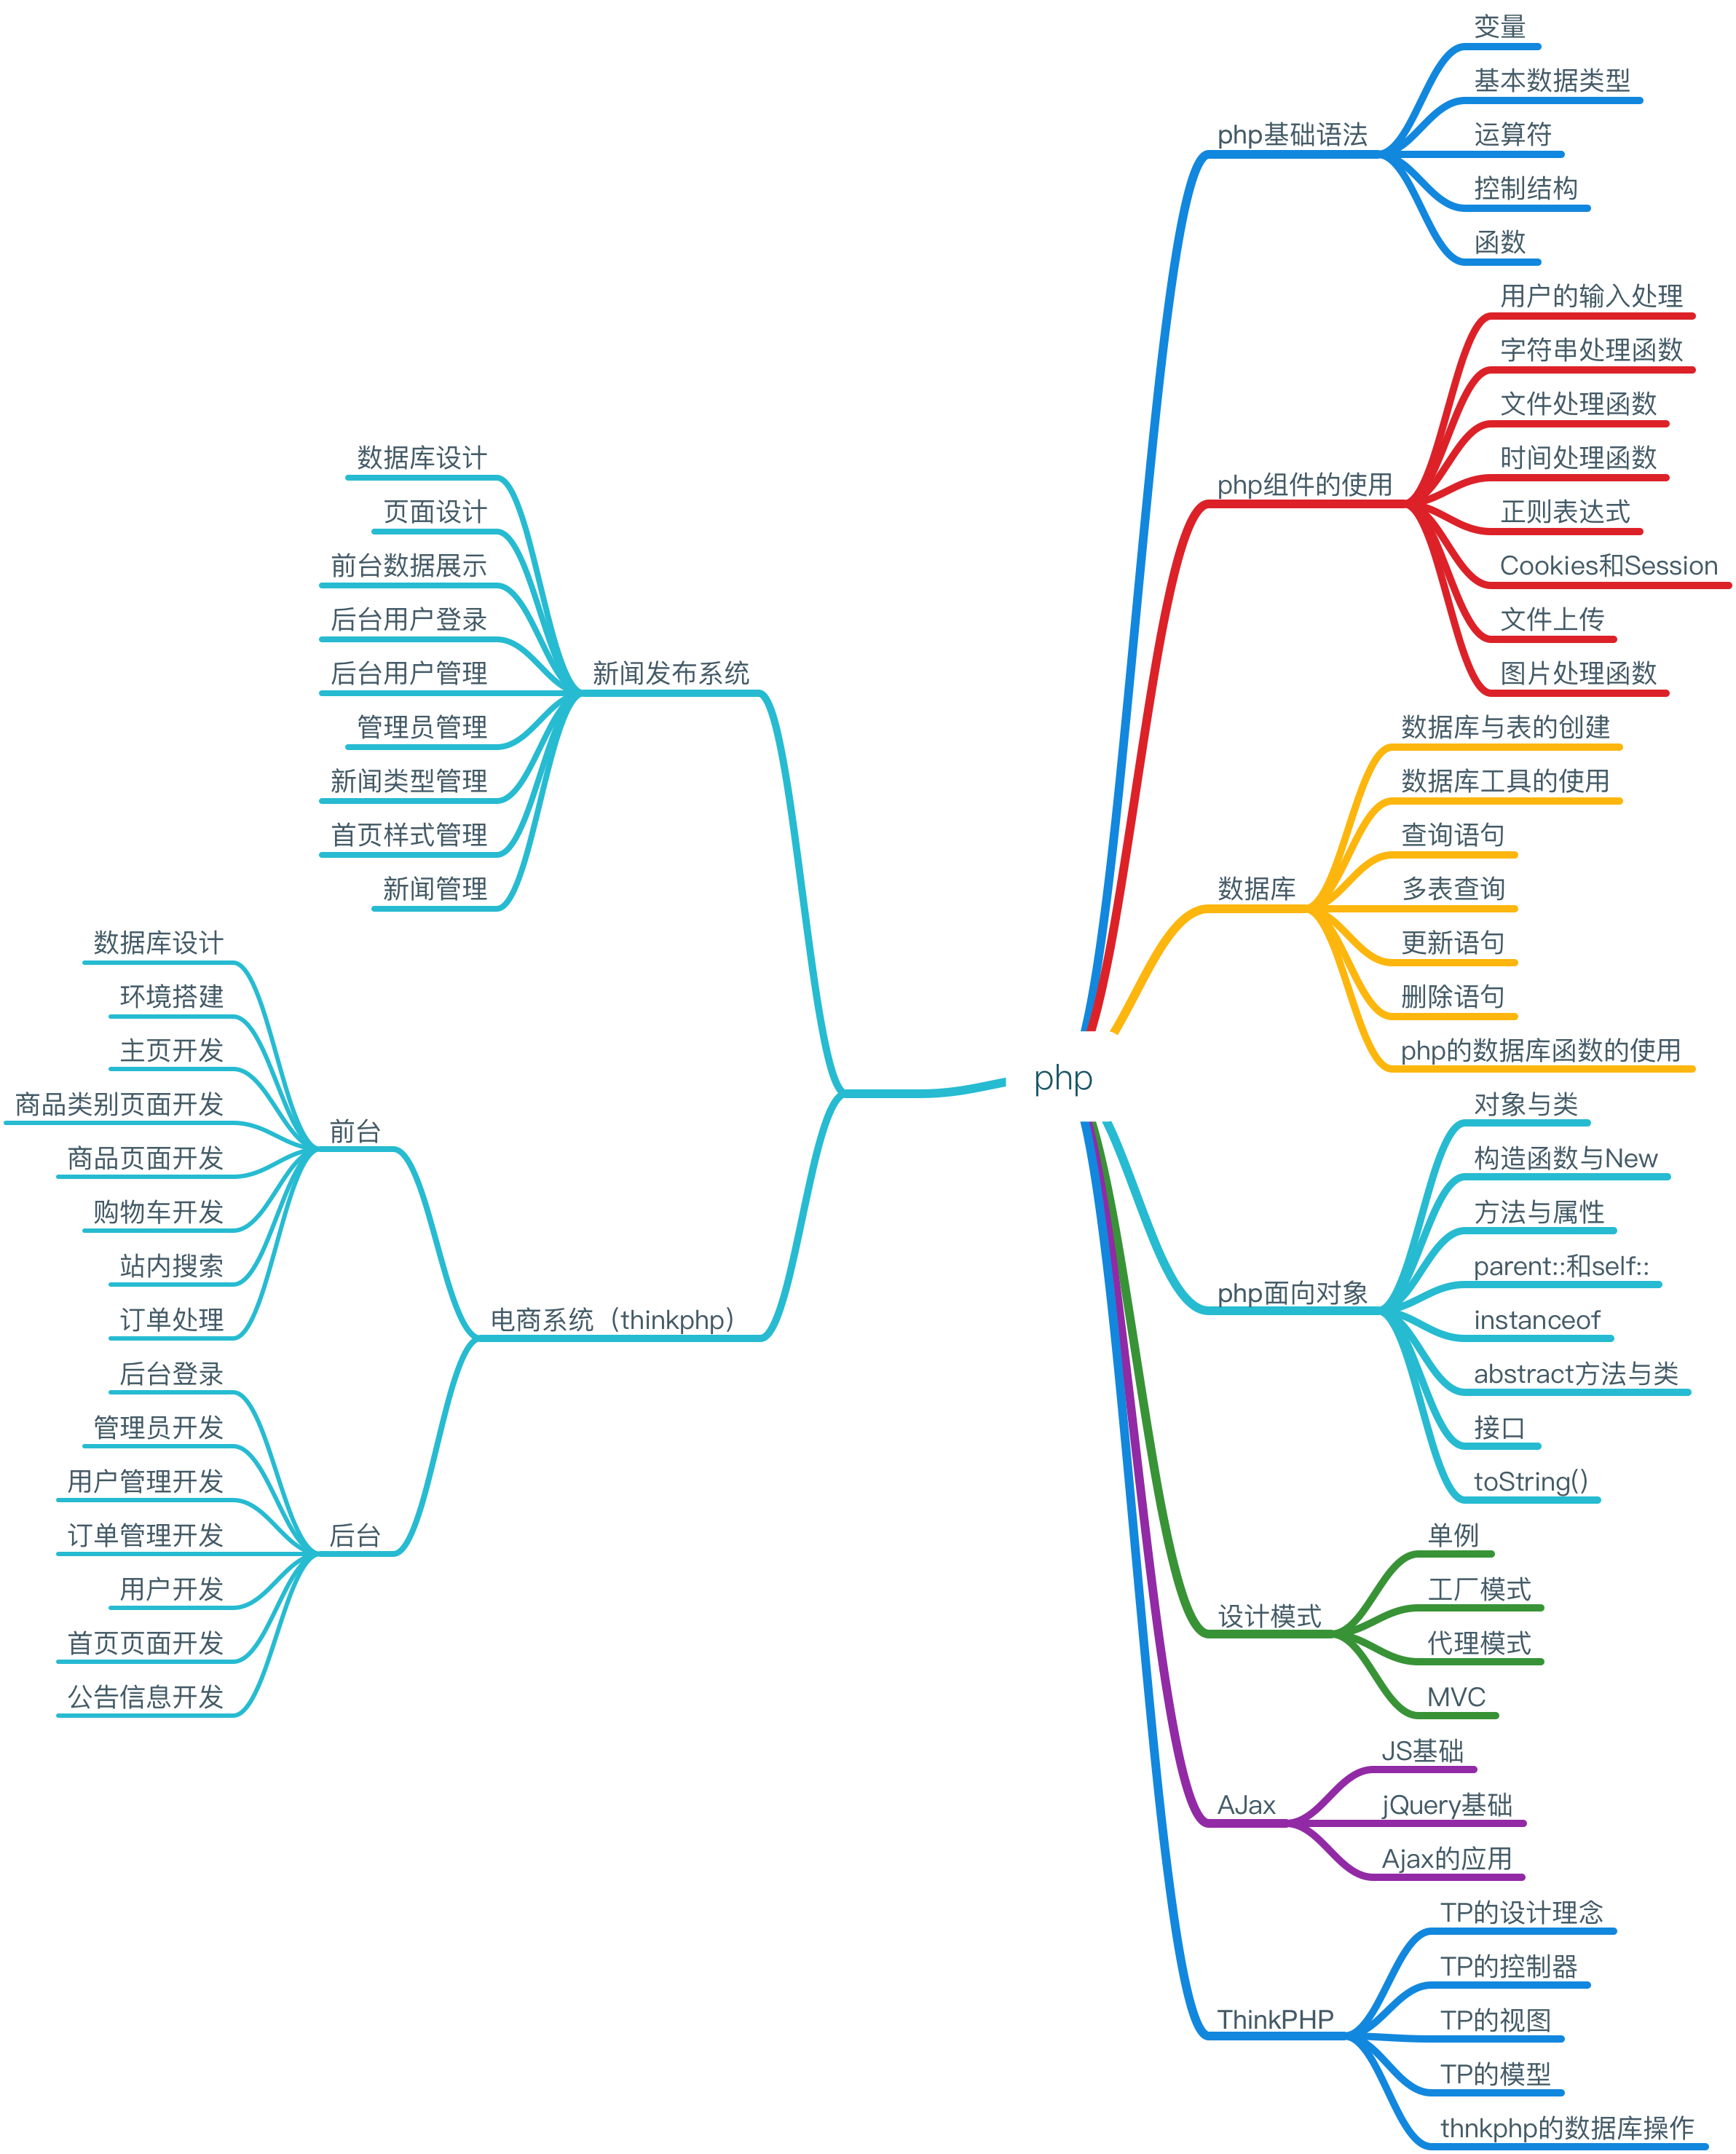 php
php基础语法
变量
基本数据类型
运算符
控制结构
函数
php组件的使用
用户的输入处理
字符串处理函数
文件处理函数
时间处理函数
正则表达式
Cookies和Session
文件上传
图片处理函数
数据库
数据库与表的创建
数据库工具的使用
查询语句
多表查询
更新语句
删除语句
php的数据库函数的使用
php面向对象
对象与类
构造函数与New
方法与属性
parent::和self::
instanceof
abstract方法与类
接口
toString()
设计模式
单例
工厂模式
代理模式
MVC
AJax
JS基础
jQuery基础
Ajax的应用
ThinkPHP
TP的设计理念
TP的控制器
TP的视图
TP的模型
thnkphp的数据库操作
新闻发布系统
数据库设计
页面设计
前台数据展示
后台用户登录
后台用户管理
管理员管理
新闻类型管理
首页样式管理
新闻管理
电商系统（thinkphp）
前台
数据库设计
环境搭建
主页开发
商品类别页面开发
商品页面开发
购物车开发
站内搜索
订单处理
后台
后台登录
管理员开发
用户管理开发
订单管理开发
用户开发
首页页面开发
公告信息开发